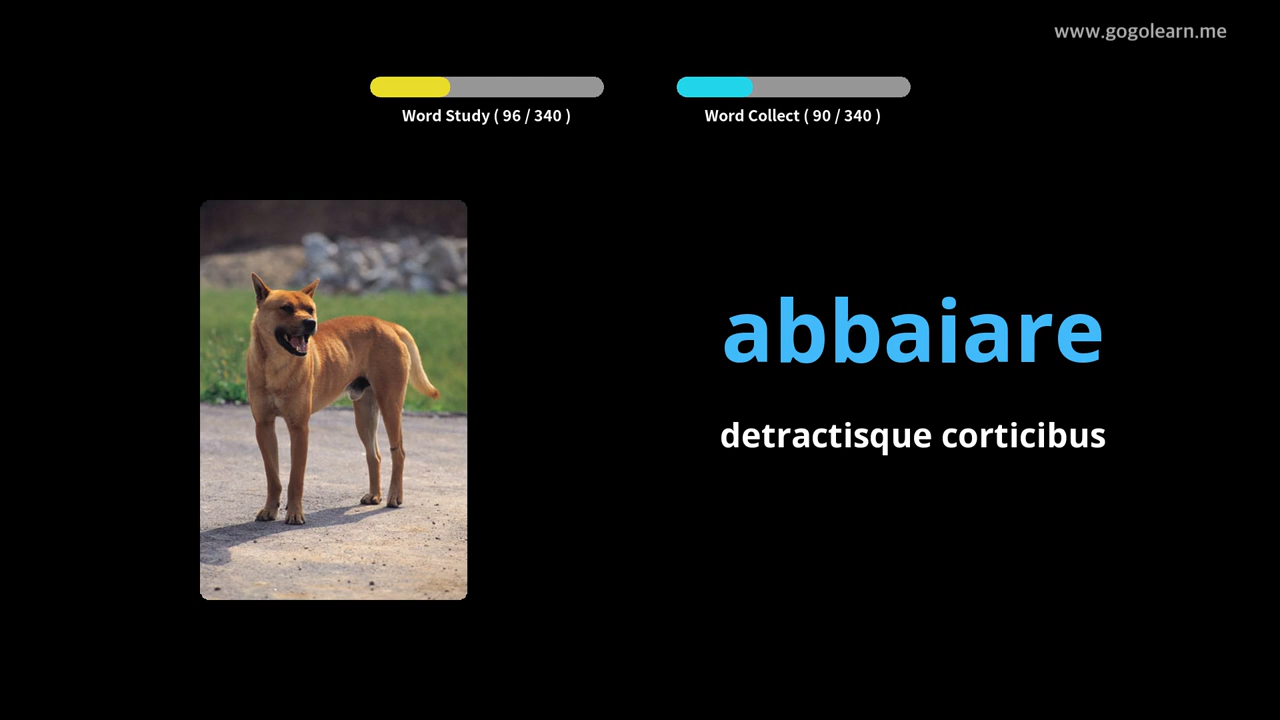 www.gogolearn.me
Word Study ( 96 / 340 )
Word Collect ( 90 / 340 )
abbaiare
detractisque corticibus